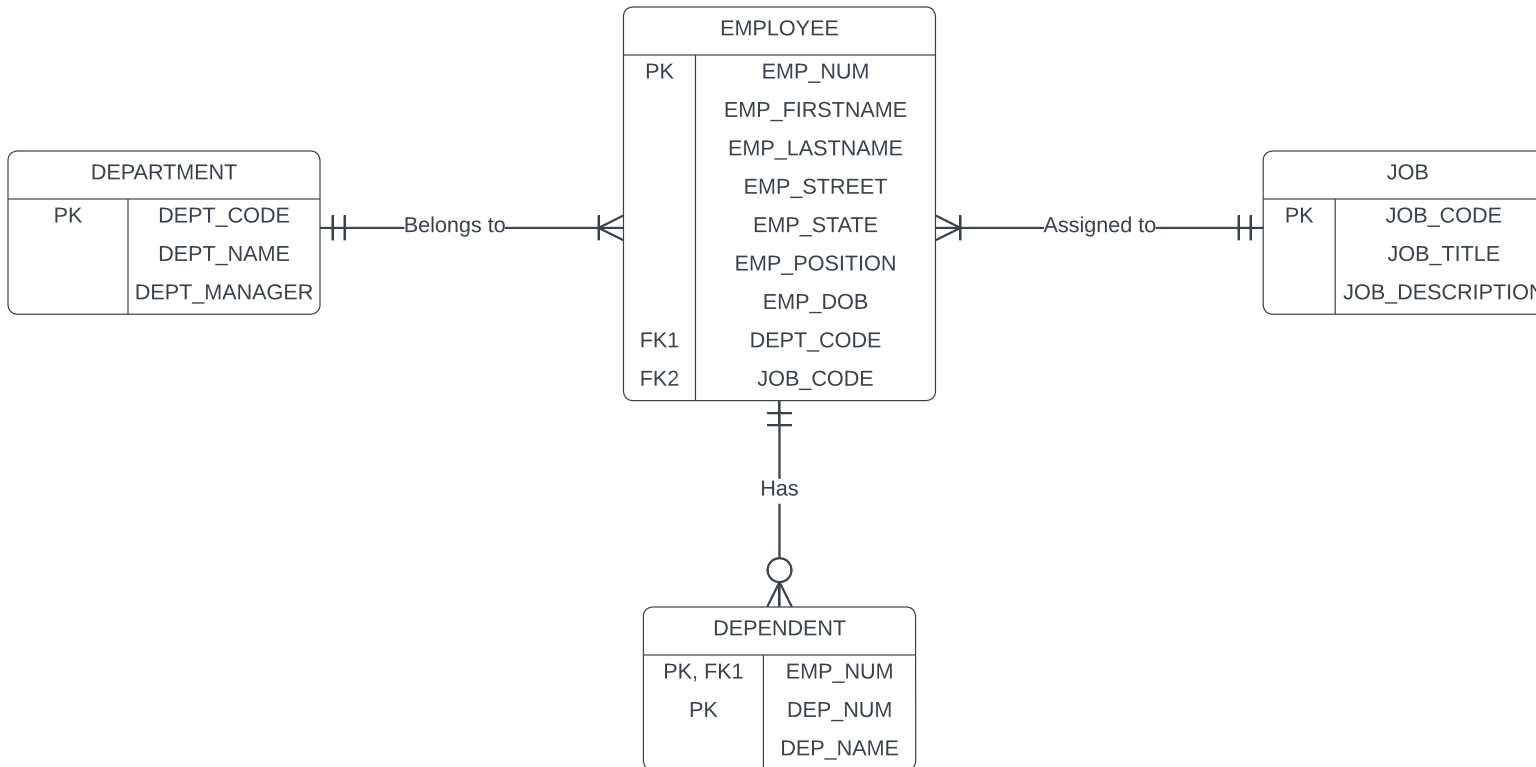 EMPLOYEE
PK EMP_NUM
EMP_FIRSTNAME
EMP_LASTNAME
EMP_STREET
EMP_STATE
EMP_POSITION
EMP_DOB
FK1 DEPT_CODE
FK2 JOB_CODE
DEPARTMENT
PK DEPT_CODE
DEPT_NAME
DEPT_MANAGER
Belongs to
Assigned to
JOB
PK JOB_CODE
JOB_TITLE
JOB_DESCRIPTION
Has
DEPENDENT
PK, FK1 EMP_NUM
PK DEP_NUM
DEP_NAME